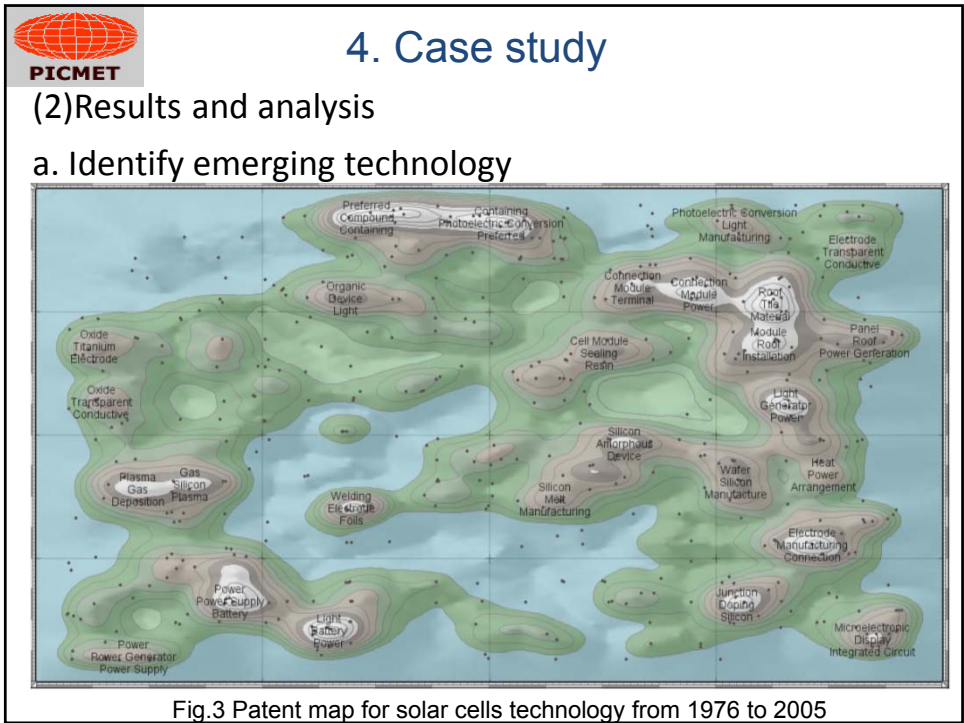 PICMET
4. Case study
(2)Results and analysis
a. Identify emerging technology
Preferred
Compound
Containing
Containing
Photoelectric Conversion
Preferred
Photoelectric Conversion
Light
Manufacturing
Electrode
Transparent
Conductive
Organic
Device
Light
Connection
Module
Terminal
Connection
Module
Power
Roof
Tile
Material
Module
Roof
Installation
Panel
Roof
Power Generation
Oxide
Titanium
Electrode
Cell Module
Sealing
Resin
Oxide
Transparent
Conductive
Light
Generator
Power
Silicon
Amorphous
Device
Plasma
Gas
Deposition
Gas
Silicon
Plasma
Welding
Electrode
Foils
Silicon
Melt
Manufacturing
Wafer
Silicon
Manufacture
Heat
Power
Arrangement
Electrode
Manufacturing
Connection
Power
Power Supply
Battery
Light
Battery
Power
Junction
Doping
Silicon
Power
Power Generator
Power Supply
Microelectronic
Display
Integrated Circuit
Fig.3 Patent map for solar cells technology from 1976 to 2005